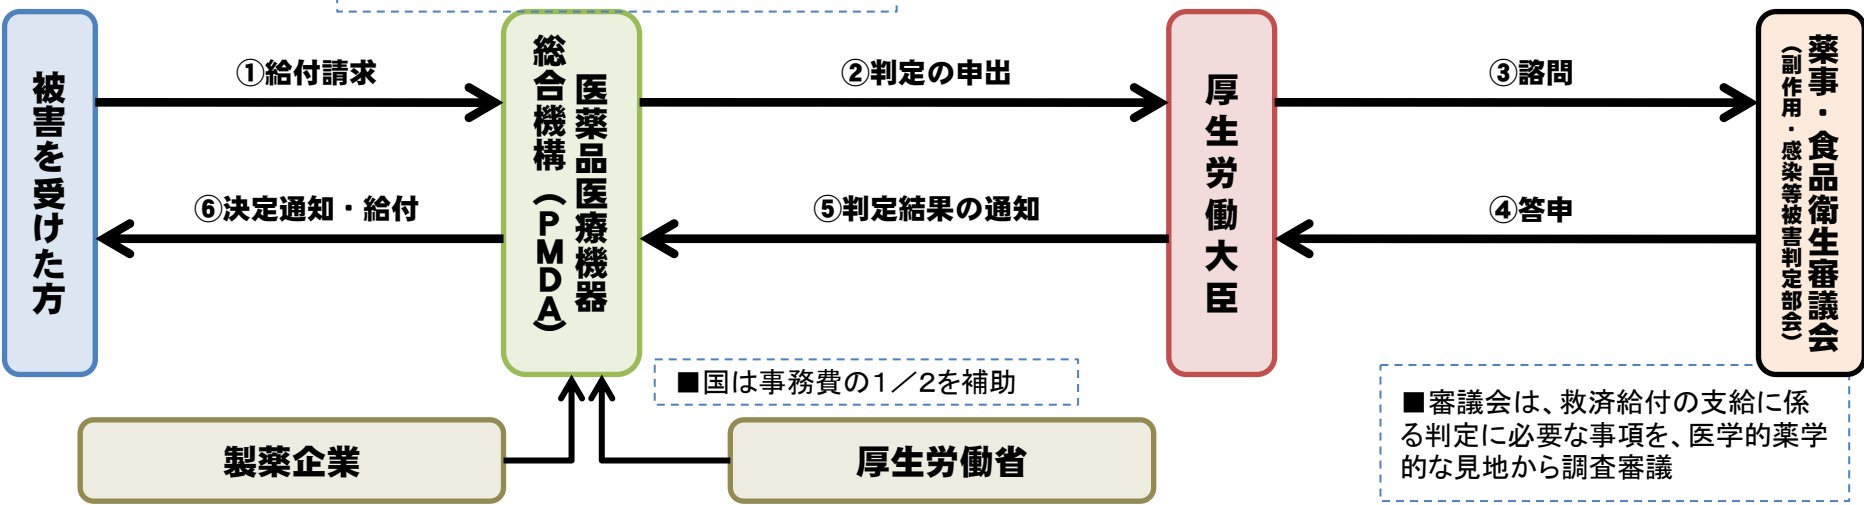 被害を受けた方
①給付請求
⑥決定通知・給付
医薬品医療機器
総合機構（PMDA）
②判定の申出
⑤判定結果の通知
厚生労働大臣
③諮問
④答申
薬事・食品衛生審議会
（副作用・感染等被害判定部会）
■国は事務費の１／２を補助
製薬企業
厚生労働省
■審議会は、救済給付の支給に係
る判定に必要な事項を、医学的薬学
的な見地から調査審議